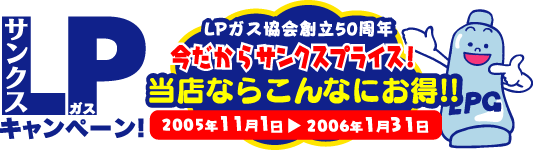 サンクス
LPガス
キャンペーン!
LPガス協会創立50周年
今だからサンクスプライス!
当店ならこんなにお得!!
2005年11月1日▶2006年1月31日
LPG